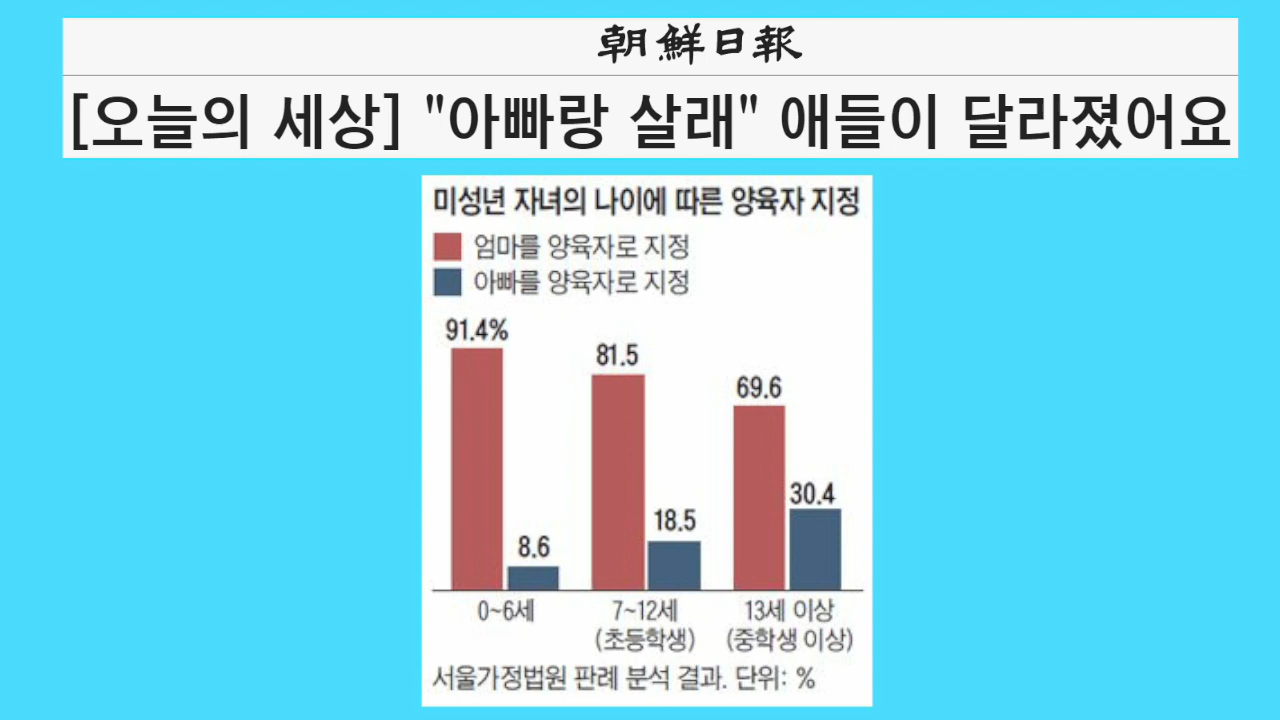 朝鮮日報
[오늘의 세상] "아빠랑 살래" 애들이 달라졌어요
미성년 자녀의 나이에 따른 양육자 지정
엄마를 양육자로 지정
아빠를 양육자로 지정
91.4%
8.6
81.5
18.5
69.6
30.4
0~6세
7~12세
(초등학생)
13세 이상
(중학생 이상)
서울가정법원 판례 분석 결과. 단위: %